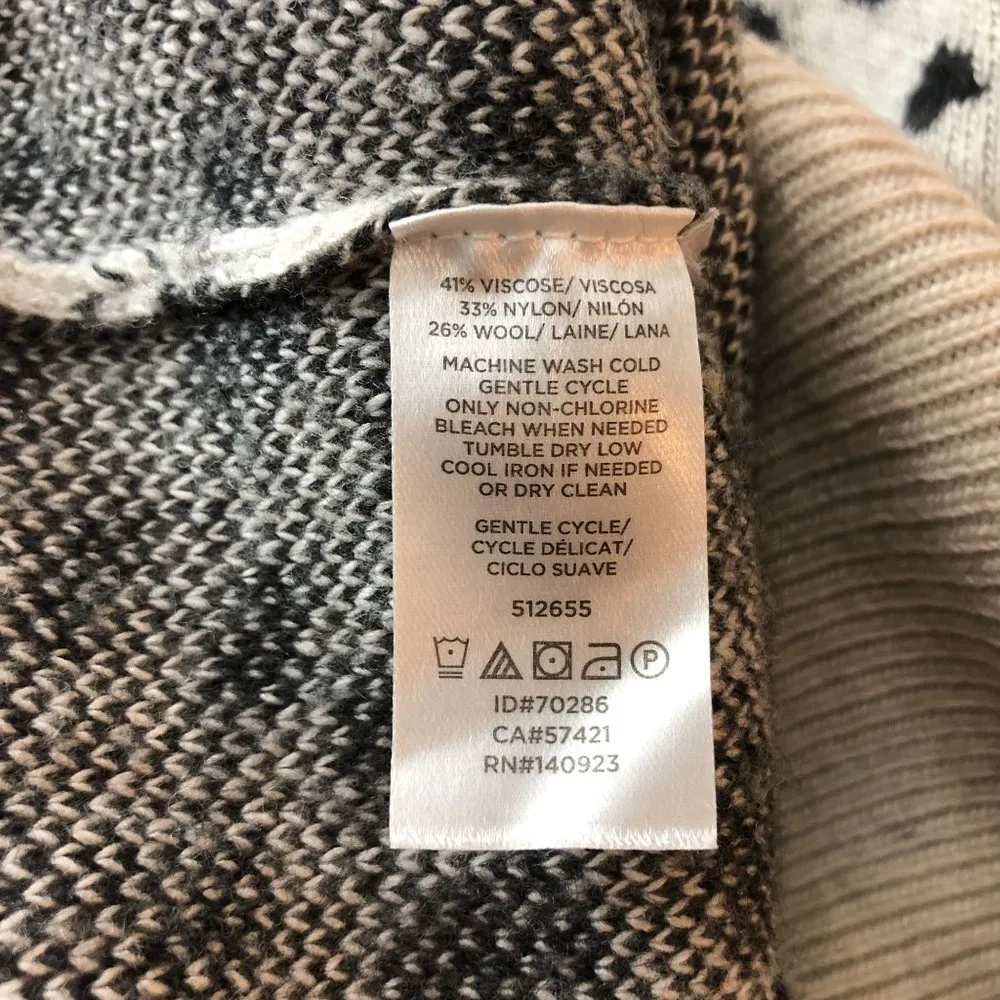 41% VISCOSE/ VISCOSA
33% NYLON/ NILÓN
26% WOOL/ LAINE/ LANA
MACHINE WASH COLD
GENTLE CYCLE
ONLY NON-CHLORINE
BLEACH WHEN NEEDED
TUMBLE DRY LOW
COOL IRON IF NEEDED
OR DRY CLEAN
GENTLE CYCLE/
CYCLE DÉLICAT/
CICLO SUAVE
512655
P
ID#70286
CA#57421
RN#140923